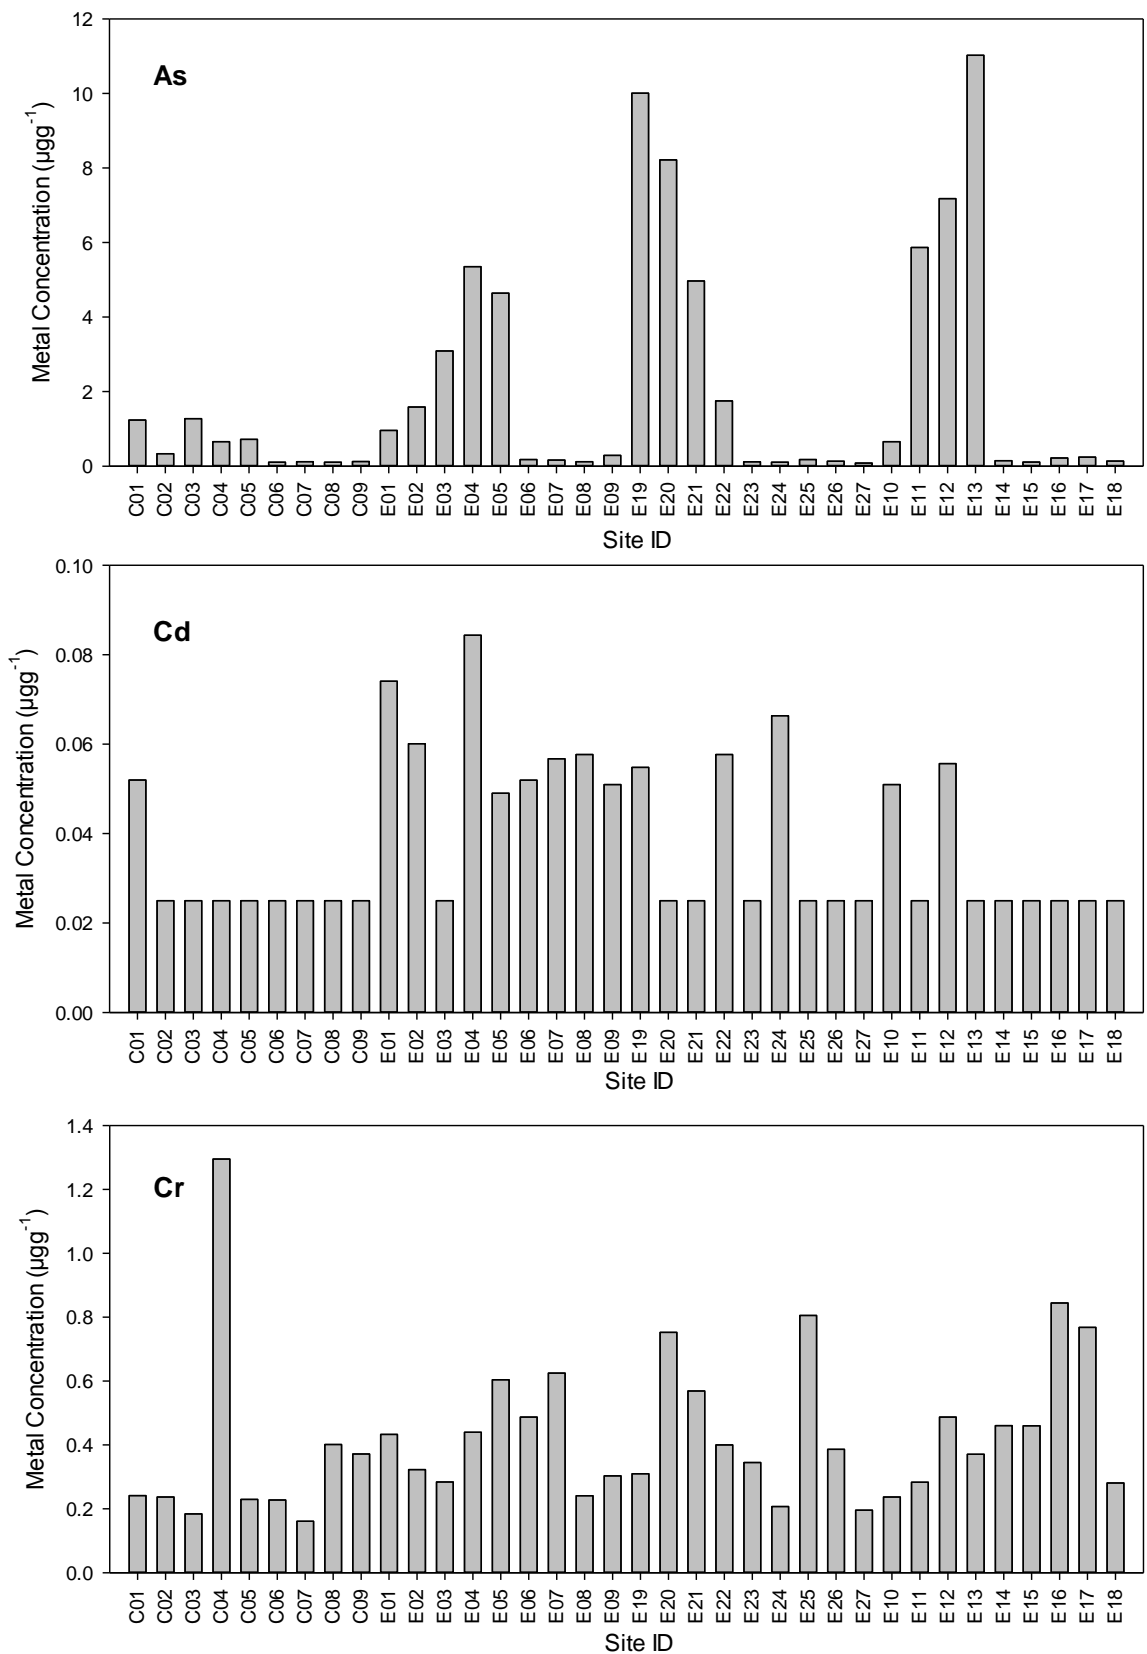 As
Metal Concentration (µgg⁻¹)
12
10
8
6
4
2
0
C01 C02 C03 C04 C05 C06 C07 C08 C09 E01 E02 E03 E04 E05 E06 E07 E08 E09 E19 E20 E21 E22 E23 E24 E25 E26 E27 E10 E11 E12 E13 E14 E15 E16 E17 E18
Site ID
Cd
Metal Concentration (µgg⁻¹)
0.10
0.08
0.06
0.04
0.02
0.00
C01 C02 C03 C04 C05 C06 C07 C08 C09 E01 E02 E03 E04 E05 E06 E07 E08 E09 E19 E20 E21 E22 E23 E24 E25 E26 E27 E10 E11 E12 E13 E14 E15 E16 E17 E18
Site ID
Cr
Metal Concentration (µgg⁻¹)
1.4
1.2
1.0
0.8
0.6
0.4
0.2
0.0
C01 C02 C03 C04 C05 C06 C07 C08 C09 E01 E02 E03 E04 E05 E06 E07 E08 E09 E19 E20 E21 E22 E23 E24 E25 E26 E27 E10 E11 E12 E13 E14 E15 E16 E17 E18
Site ID